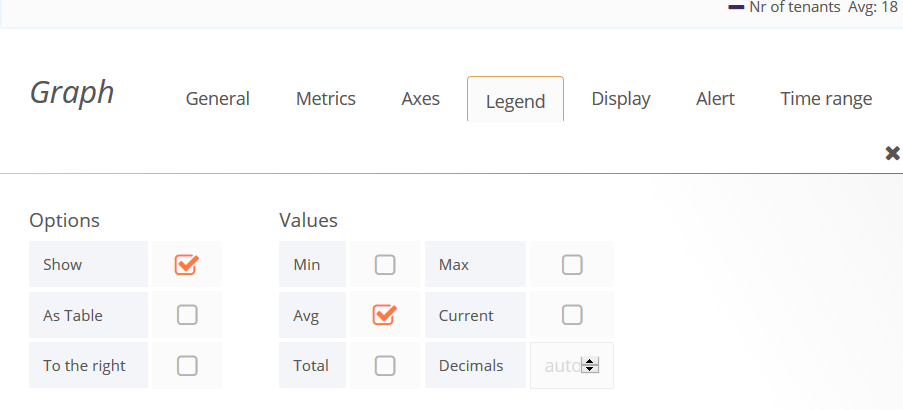 Nr of tenants Avg: 18
Graph General Metrics Axes Legend Display Alert Time range
Options Values
Show Min Max
As Table Avg Current
To the right Total Decimals auto